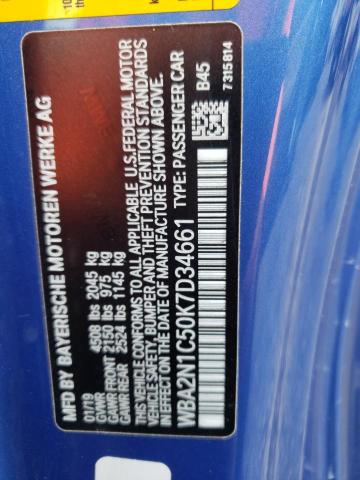 MFD BY BAYERISCHE MOTOREN WERKE AG
01/19
GVWR 4508 lbs 2045 kg
GAWR FRONT 2150 lbs 975 kg
GAWR REAR 2524 lbs 1145 kg
THIS VEHICLE CONFORMS TO ALL APPLICABLE U.S.FEDERAL MOTOR
VEHICLE SAFETY, BUMPER AND THEFT PREVENTION STANDARDS
IN EFFECT ON THE DATE OF MANUFACTURE SHOWN ABOVE.
WBA2N1C50K7D34661 TYPE: PASSENGER CAR
B45
7315814